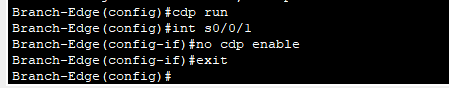 Branch-Edge(config)#cdp run
Branch-Edge(config)#int s0/0/1
Branch-Edge(config-if)#no cdp enable
Branch-Edge(config-if)#exit
Branch-Edge(config)#